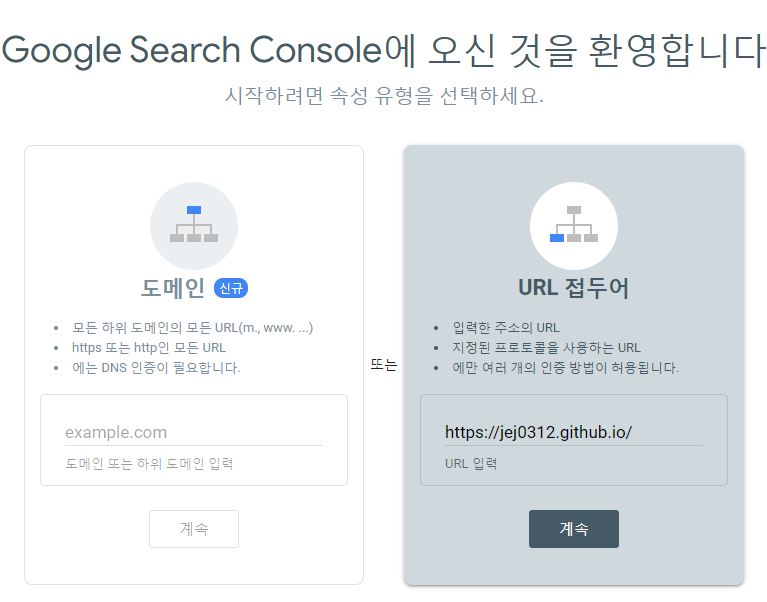 Google Search Console에 오신 것을 환영합니다
시작하려면 속성 유형을 선택하세요.
도메인 신규
모든 하위 도메인의 모든 URL(m., www. ...)
https 또는 http인 모든 URL
에는 DNS 인증이 필요합니다.
example.com
도메인 또는 하위 도메인 입력
계속
또는
URL 접두어
입력한 주소의 URL
지정된 프로토콜을 사용하는 URL
에만 여러 개의 인증 방법이 허용됩니다.
https://jej0312.github.io/
URL 입력
계속